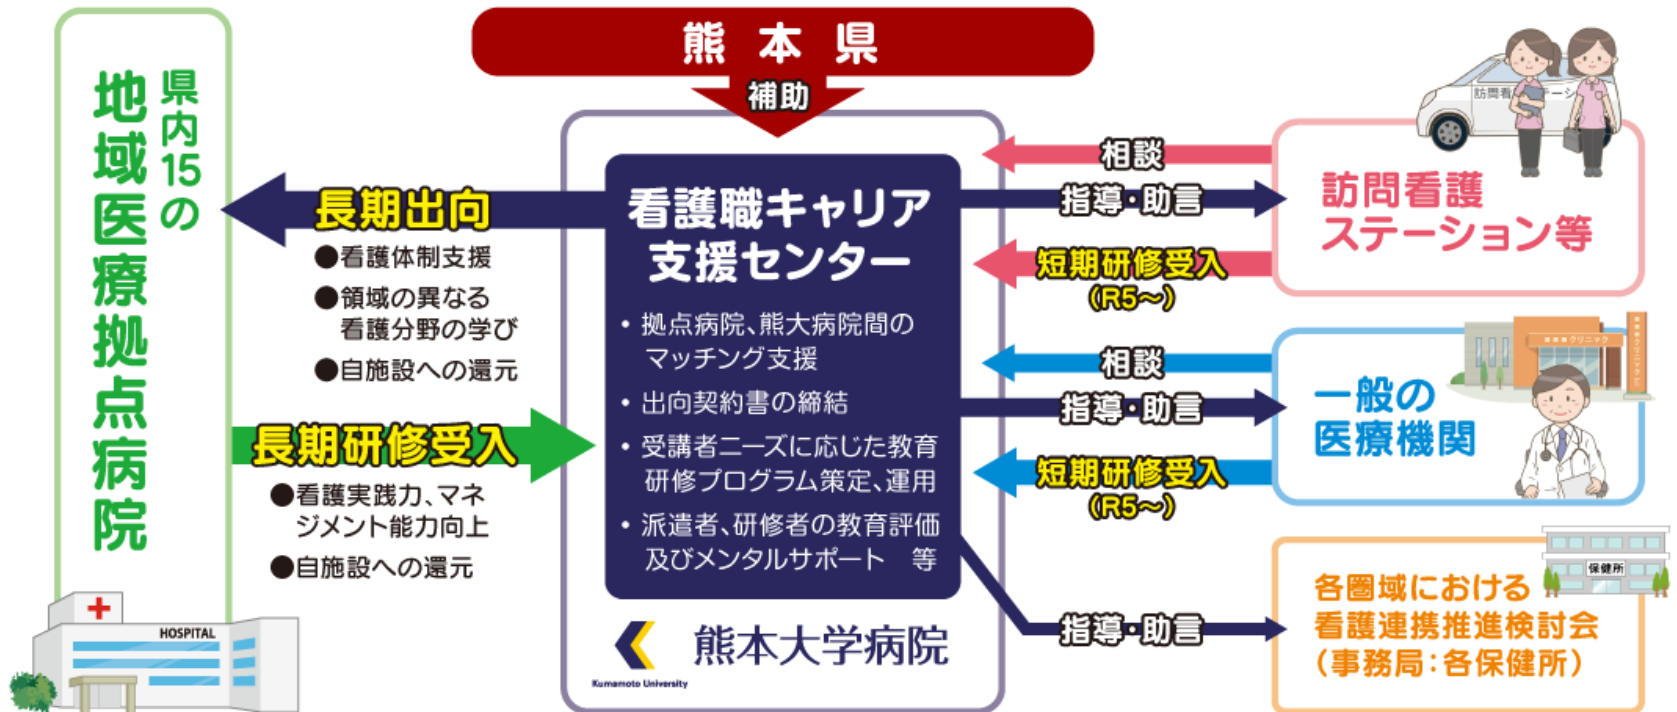 熊本県
補助
県内15の
地域医療拠点病院
HOSPITAL
長期出向
●看護体制支援
●領域の異なる
看護分野の学び
●自施設への還元
長期研修受入
●看護実践力、マネ
ジメント能力向上
●自施設への還元
看護職キャリア
支援センター
• 拠点病院、熊大病院間の
マッチング支援
• 出向契約書の締結
• 受講者ニーズに応じた教育
研修プログラム策定、運用
• 派遣者、研修者の教育評価
及びメンタルサポート 等
熊本大学病院
Kumamoto University
相談
指導・助言
短期研修受入
(R5〜)
訪問看護
ステーション等
相談
指導・助言
短期研修受入
(R5〜)
クリニック
一般の
医療機関
指導・助言
保健所
各圏域における
看護連携推進検討会
(事務局:各保健所)